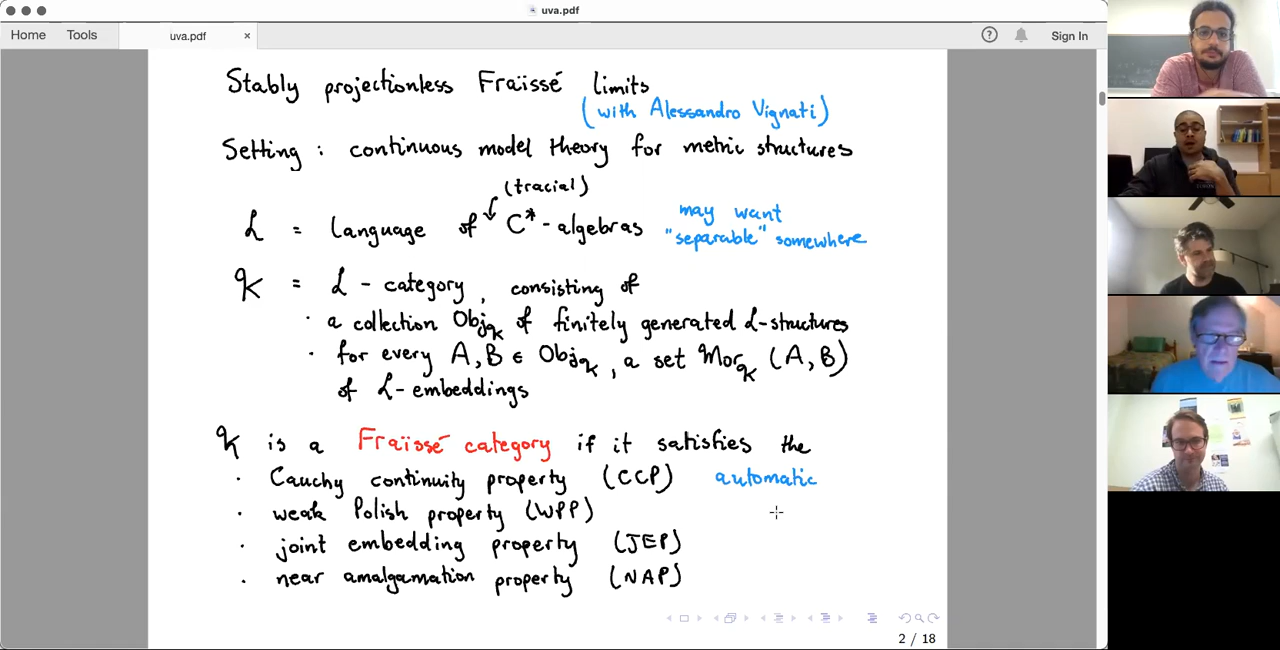 uva.pdf
Home Tools uva.pdf × Sign In
Stably projectionless Fraïssé limits
(with Alessandro Vignati)
Setting : continuous model theory for metric structures
(tracial)
L = language of C* - algebras may want
"separable" somewhere
K = L - category, consisting of
· a collection Obj_K of finitely generated L-structures
· for every A, B ∈ Obj_K, a set Mor_K (A, B)
of L-embeddings
K is a Fraïssé category if it satisfies the
· Cauchy continuity property (CCP) automatic
· weak Polish property (WPP)
· joint embedding property (JEP)
· near amalgamation property (NAP)
2 / 18